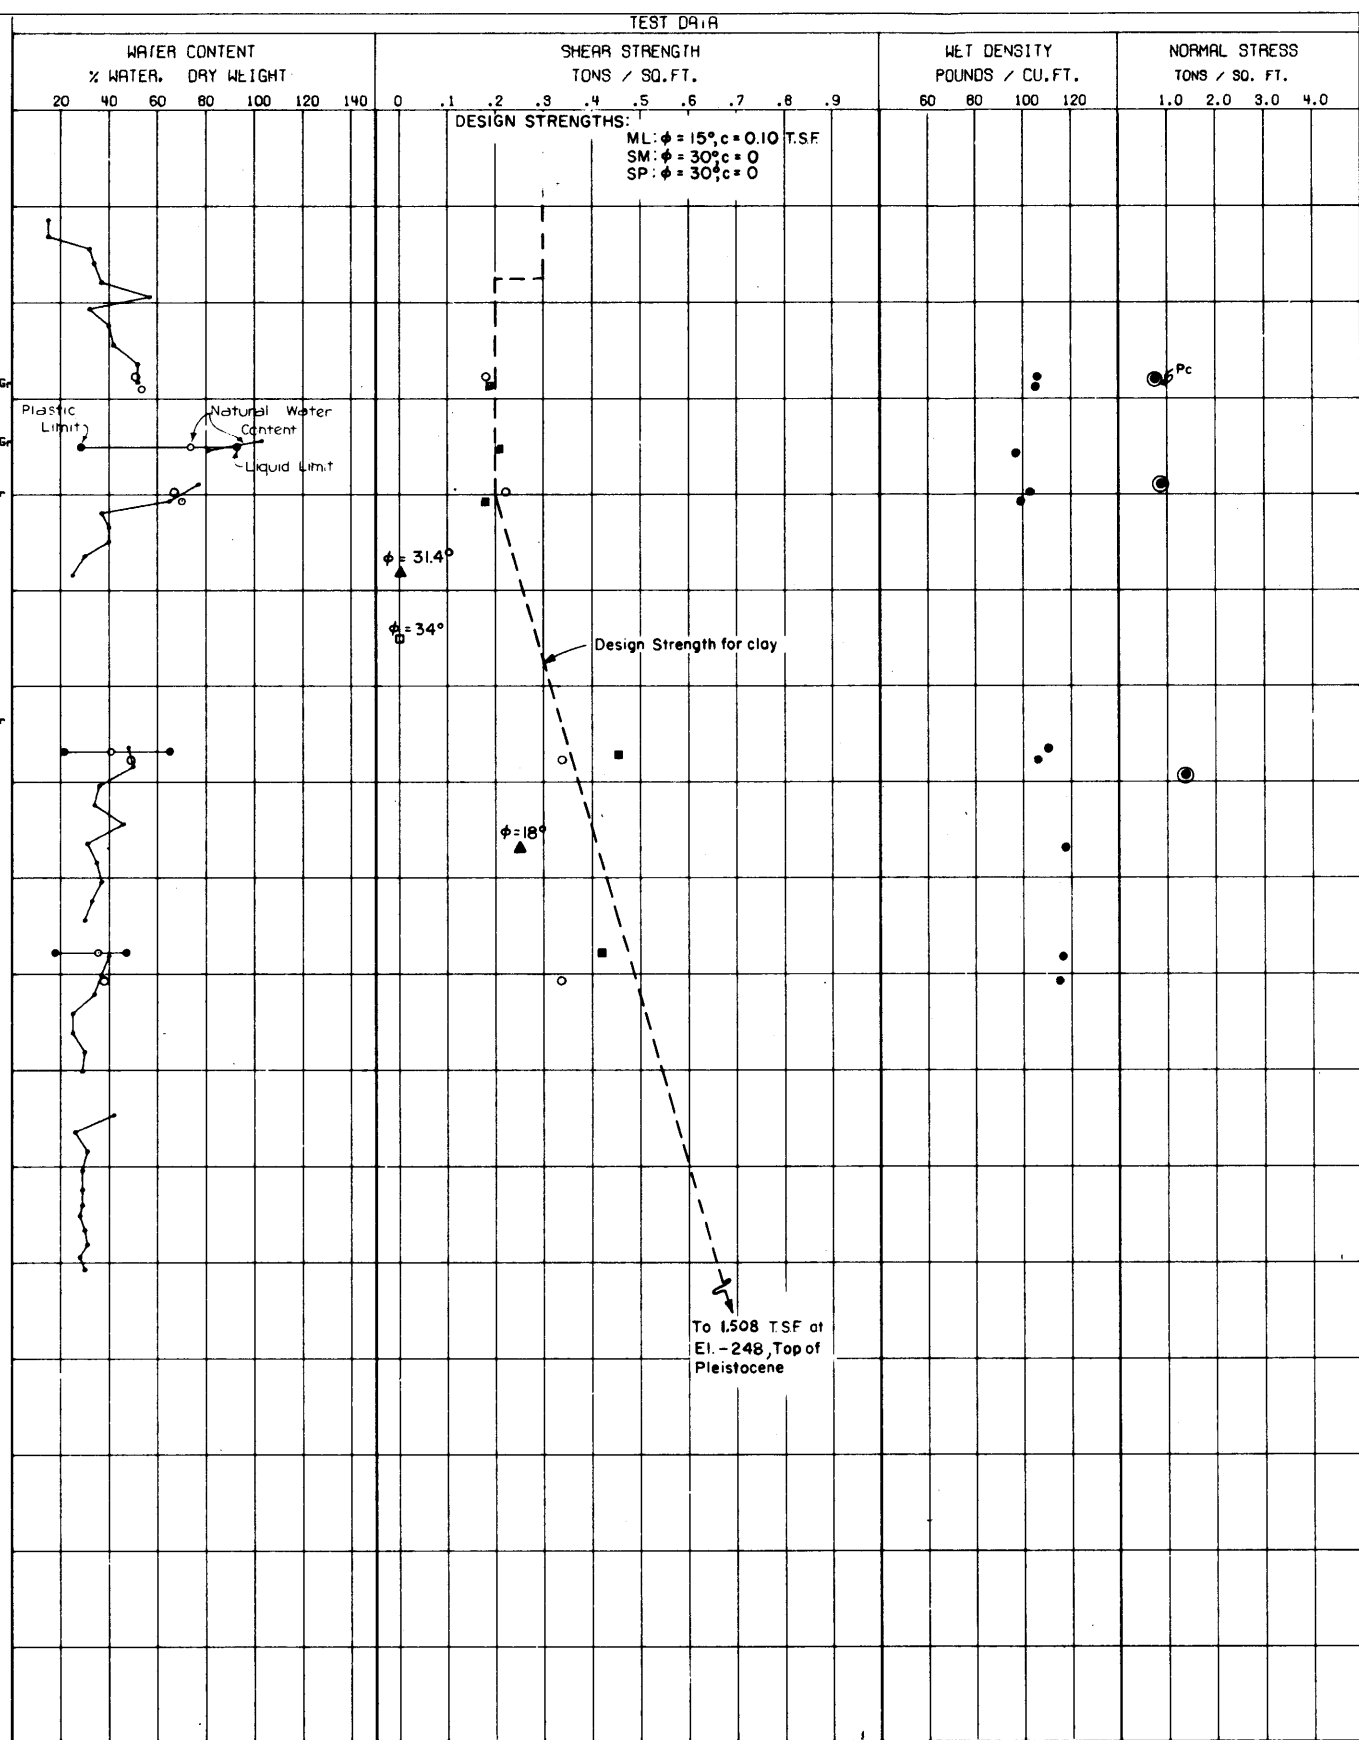 TEST DATA
WATER CONTENT
% WATER, DRY WEIGHT
SHEAR STRENGTH
TONS / SQ.FT.
WET DENSITY
POUNDS / CU.FT.
NORMAL STRESS
TONS / SQ. FT.
20 40 60 80 100 120 140
0 .1 .2 .3 .4 .5 .6 .7 .8 .9
60 80 100 120
1.0 2.0 3.0 4.0
DESIGN STRENGTHS:
ML: ϕ = 15°, c = 0.10 T.S.F.
SM: ϕ = 30°, c = 0
SP: ϕ = 30°, c = 0
Pc
Plastic
Limit
Natural Water
Content
Liquid Limit
ϕ = 31.4°
ϕ = 34°
Design Strength for clay
ϕ = 18°
To 1.508 T.S.F. at
El. -248, Top of
Pleistocene